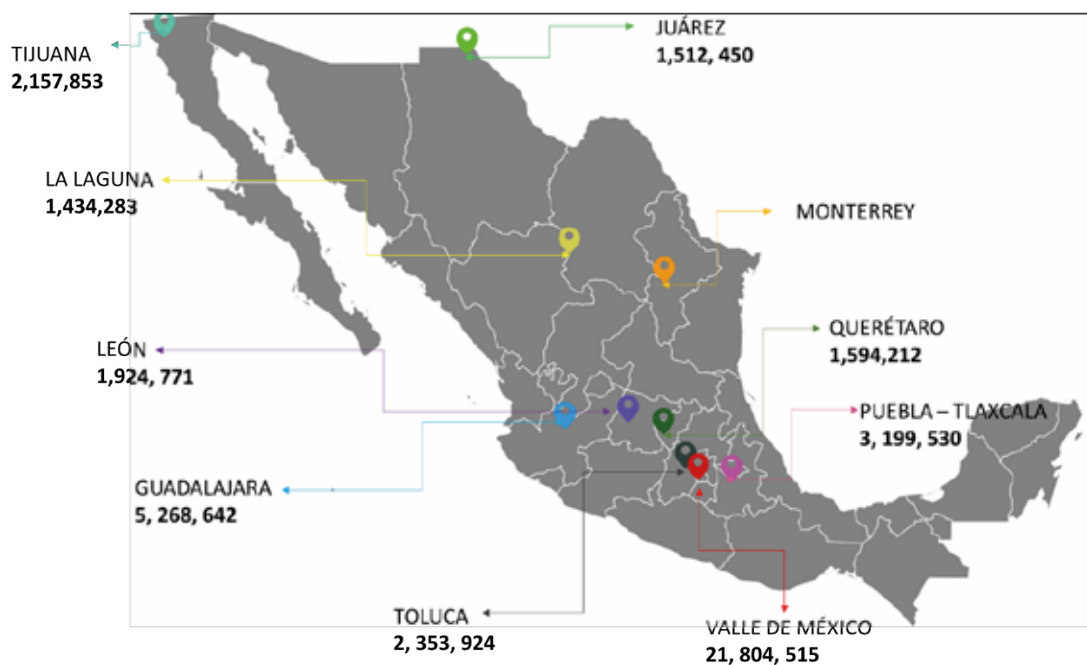 JUÁREZ
1,512, 450
TIJUANA
2,157,853
LA LAGUNA
1,434,283
MONTERREY
QUERÉTARO
1,594,212
LEÓN
1,924, 771
PUEBLA – TLAXCALA
3, 199, 530
GUADALAJARA
5, 268, 642
TOLUCA
2, 353, 924
VALLE DE MÉXICO
21, 804, 515